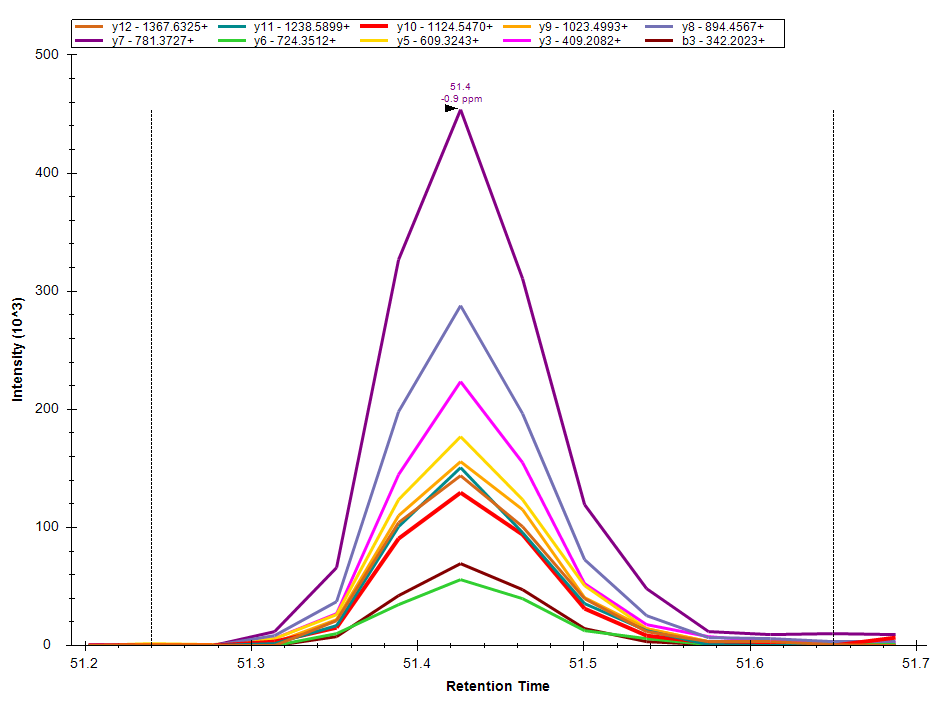 y12 - 1367.6325+ y11 - 1238.5899+ y10 - 1124.5470+ y9 - 1023.4993+ y8 - 894.4567+
y7 - 781.3727+ y6 - 724.3512+ y5 - 609.3243+ y3 - 409.2082+ b3 - 342.2023+
500
51.4
-0.9 ppm
400
300
Intensity (10^3)
200
100
0
51.2 51.3 51.4 51.5 51.6 51.7
Retention Time